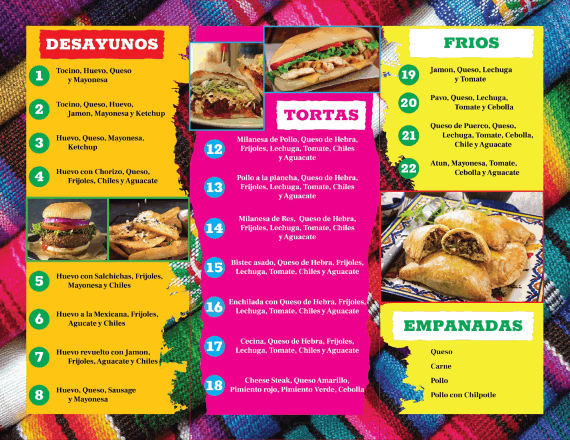 DESAYUNOS
1 Tocino, Huevo, Queso
y Mayonesa
2 Tocino, Queso, Huevo,
Jamon, Mayonesa y Ketchup
3 Huevo, Queso, Mayonesa,
Ketchup
4 Huevo con Chorizo, Queso,
Frijoles, Chiles y Aguacate
5 Huevo con Salchichas, Frijoles,
Mayonesa y Chiles
6 Huevo a la Mexicana, Frijoles,
Agucate y Chiles
7 Huevo revuelto con Jamon,
Frijoles, Aguacate y Chiles
8 Huevo, Queso, Sausage
y Mayonesa
TORTAS
12 Milanesa de Pollo, Queso de Hebra,
Frijoles, Lechuga, Tomate, Chiles
y Aguacate
13 Pollo a la plancha, Queso de Hebra,
Frijoles, Lechuga, Tomate, Chiles
y Aguacate
14 Milanesa de Res, Queso de Hebra,
Frijoles, Lechuga, Tomate, Chiles
y Aguacate
15 Bistec asado, Queso de Hebra, Frijoles,
Lechuga, Tomate, Chiles y Aguacate
16 Enchilada con Queso de Hebra, Frijoles,
Lechuga, Tomate, Chiles y Aguacate
17 Cecina, Queso de Hebra, Frijoles,
Lechuga, Tomate, Chiles y Aguacate
18 Cheese Steak, Queso Amarillo,
Pimiento rojo, Pimiento Verde, Cebolla
FRIOS
19 Jamon, Queso, Lechuga
y Tomate
20 Pavo, Queso, Lechuga,
Tomate y Cebolla
21 Queso de Puerco, Queso,
Lechuga, Tomate, Cebolla,
Chile y Aguacate
22 Atun, Mayonesa, Tomate,
Cebolla y Aguacate
EMPANADAS
Queso
Carne
Pollo
Pollo con Chilpotle